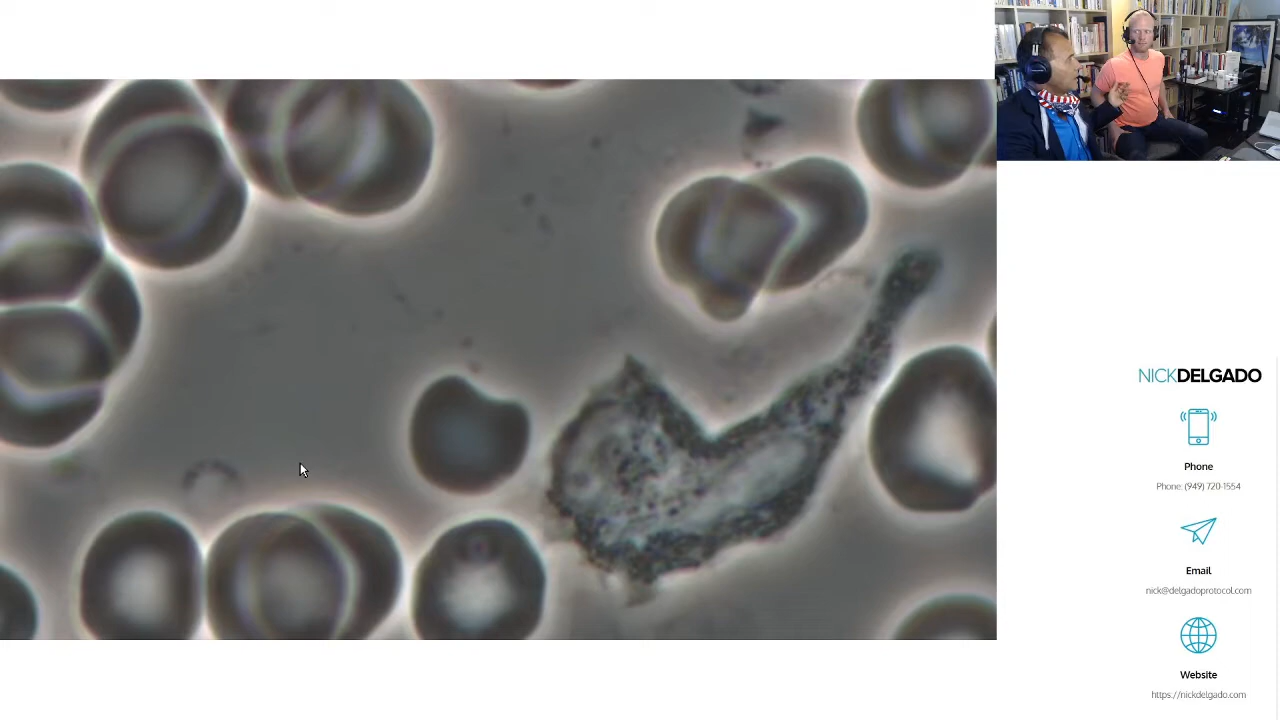 NICKDELGADO
Phone
Phone: (949) 720-1554
Email
nick@delgadoprotocol.com
Website
https://nickdelgado.com